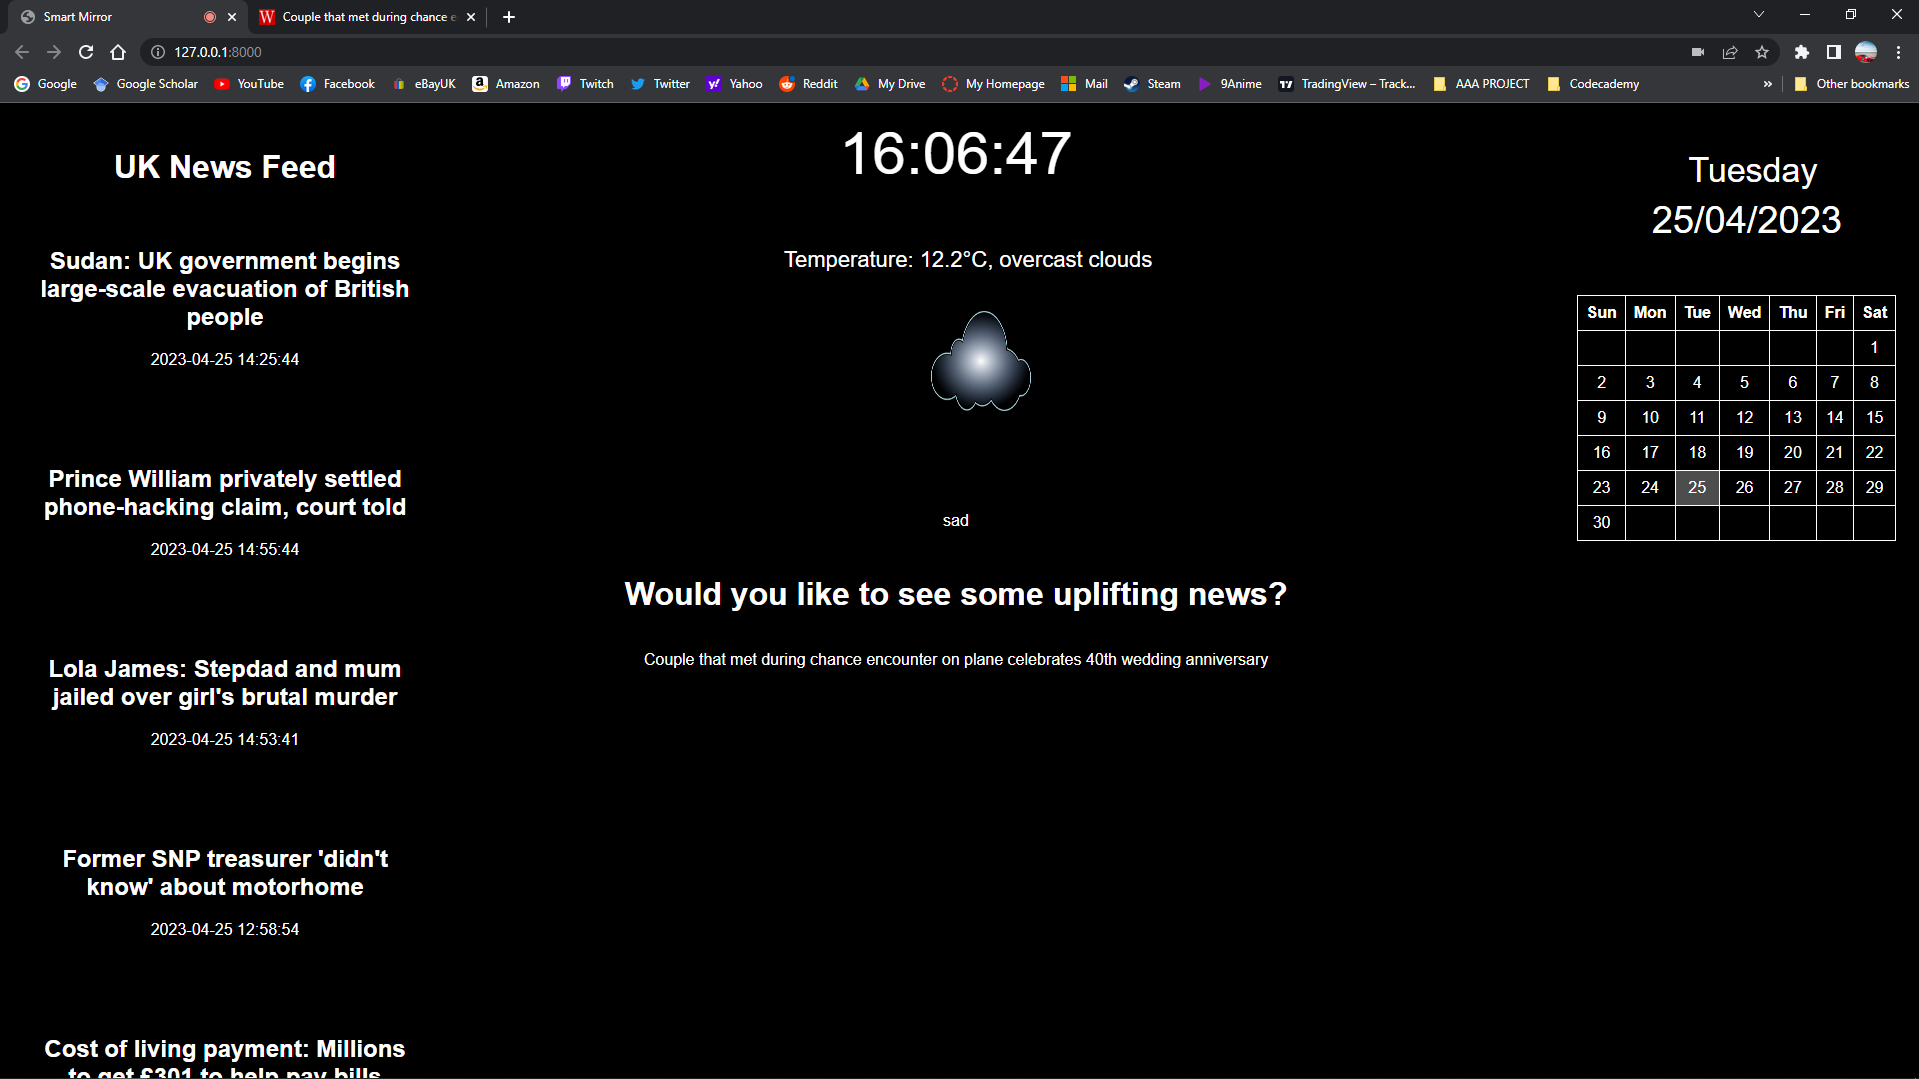 Smart Mirror
Couple that met during chance e
127.0.0.1:8000
Google
Google Scholar
YouTube
Facebook
eBayUK
Amazon
Twitch
Twitter
Yahoo
Reddit
My Drive
My Homepage
Mail
Steam
9Anime
TradingView – Track...
AAA PROJECT
Codecademy
»
Other bookmarks
UK News Feed
Sudan: UK government begins
large-scale evacuation of British
people
2023-04-25 14:25:44
Prince William privately settled
phone-hacking claim, court told
2023-04-25 14:55:44
Lola James: Stepdad and mum
jailed over girl's brutal murder
2023-04-25 14:53:41
Former SNP treasurer 'didn't
know' about motorhome
2023-04-25 12:58:54
Cost of living payment: Millions
to get £301 to help pay bills
16:06:47
Temperature: 12.2°C, overcast clouds
sad
Would you like to see some uplifting news?
Couple that met during chance encounter on plane celebrates 40th wedding anniversary
Tuesday
25/04/2023
Sun Mon Tue Wed Thu Fri Sat
1
2 3 4 5 6 7 8
9 10 11 12 13 14 15
16 17 18 19 20 21 22
23 24 25 26 27 28 29
30